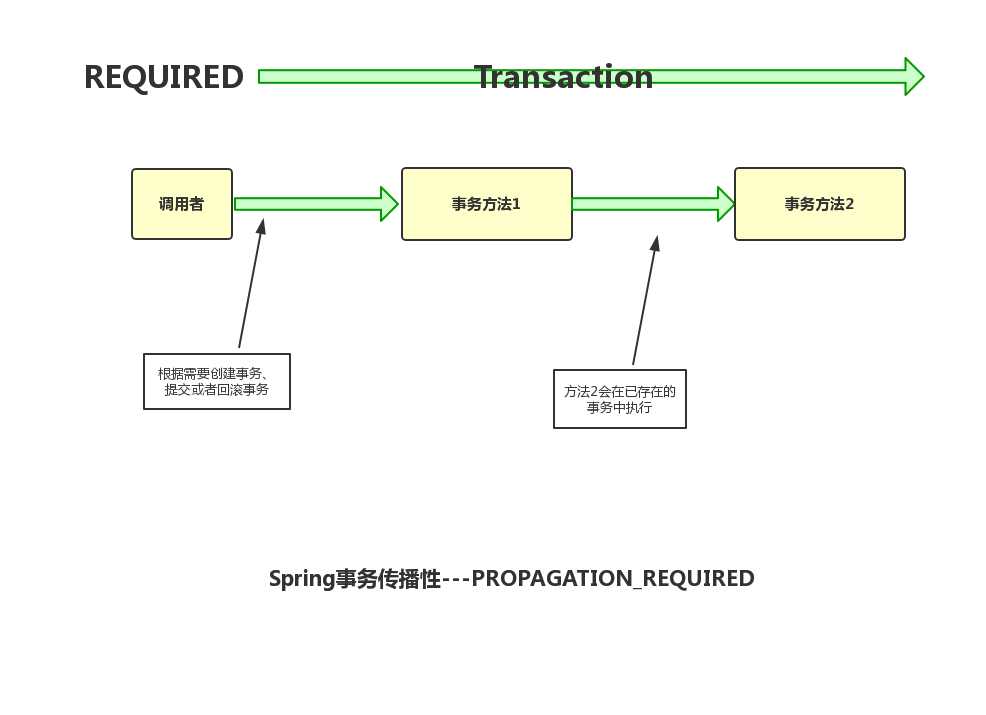 REQUIRED
Transaction
调用者
事务方法1
事务方法2
根据需要创建事务、
提交或者回滚事务
方法2会在已存在的
事务中执行
Spring事务传播性---PROPAGATION_REQUIRED